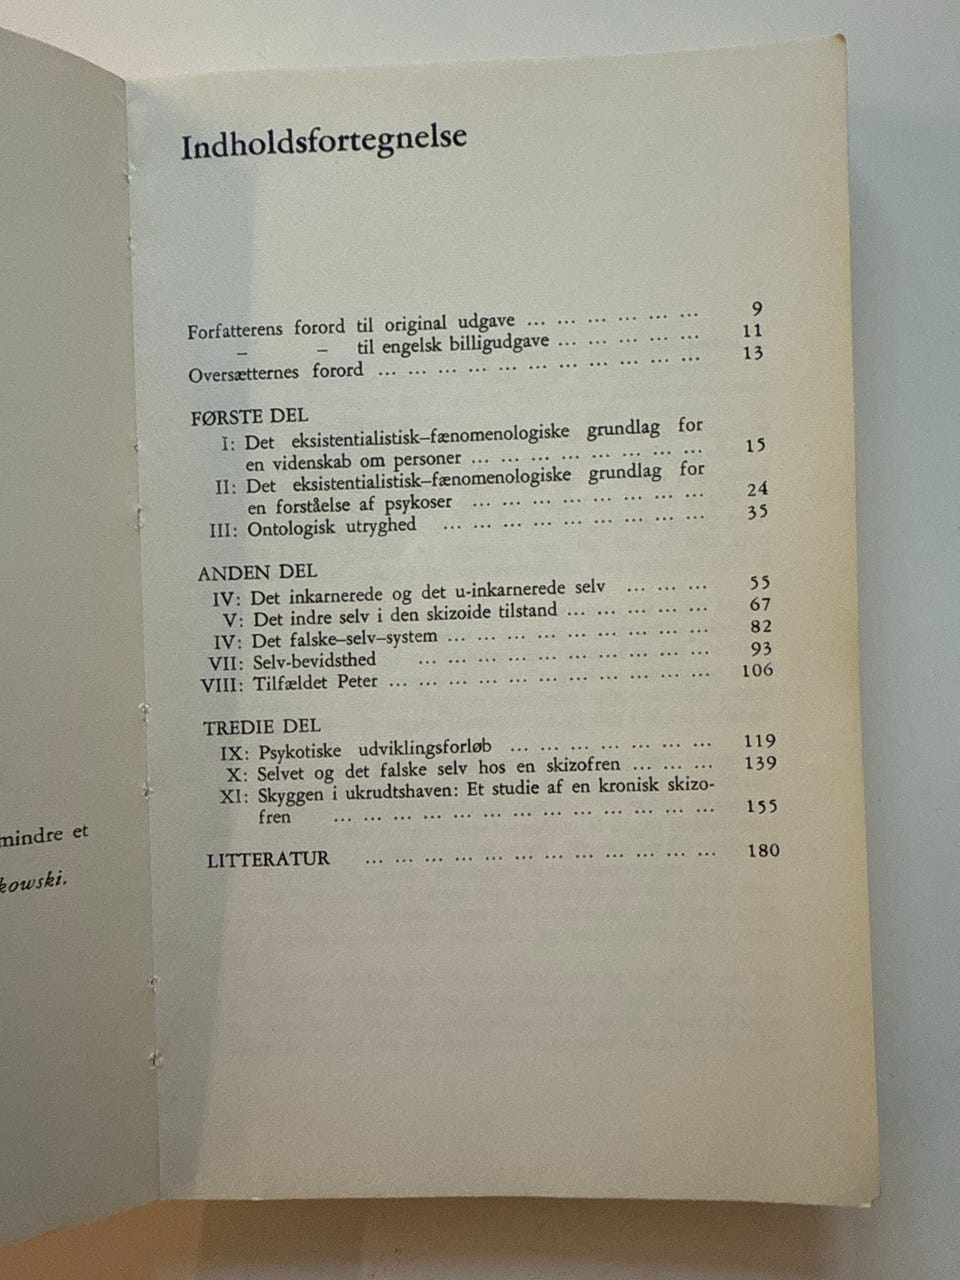 mindre et
kowski.
Indholdsfortegnelse
Forfatterens forord til original udgave ... ... ... ... ... ... 9
– – til engelsk billigudgave ... ... ... ... ... 11
Oversætternes forord ... ... ... ... ... ... ... ... ... ... ... 13
FØRSTE DEL
I: Det eksistentialistisk–fænomenologiske grundlag for
en videnskab om personer ... ... ... ... ... ... ... ... 15
II: Det eksistentialistisk–fænomenologiske grundlag for
en forståelse af psykoser ... ... ... ... ... ... ... ... 24
III: Ontologisk utryghed ... ... ... ... ... ... ... ... ... 35
ANDEN DEL
IV: Det inkarnerede og det u-inkarnerede selv ... ... ... 55
V: Det indre selv i den skizoide tilstand ... ... ... ... ... 67
IV: Det falske–selv–system ... ... ... ... ... ... ... ... ... 82
VII: Selv-bevidsthed ... ... ... ... ... ... ... ... ... ... 93
VIII: Tilfældet Peter ... ... ... ... ... ... ... ... ... ... ... 106
TREDIE DEL
IX: Psykotiske udviklingsforløb ... ... ... ... ... ... ... 119
X: Selvet og det falske selv hos en skizofren ... ... ... 139
XI: Skyggen i ukrudtshaven: Et studie af en kronisk skizo-
fren ... ... ... ... ... ... ... ... ... ... ... ... ... 155
LITTERATUR ... ... ... ... ... ... ... ... ... ... ... ... 180